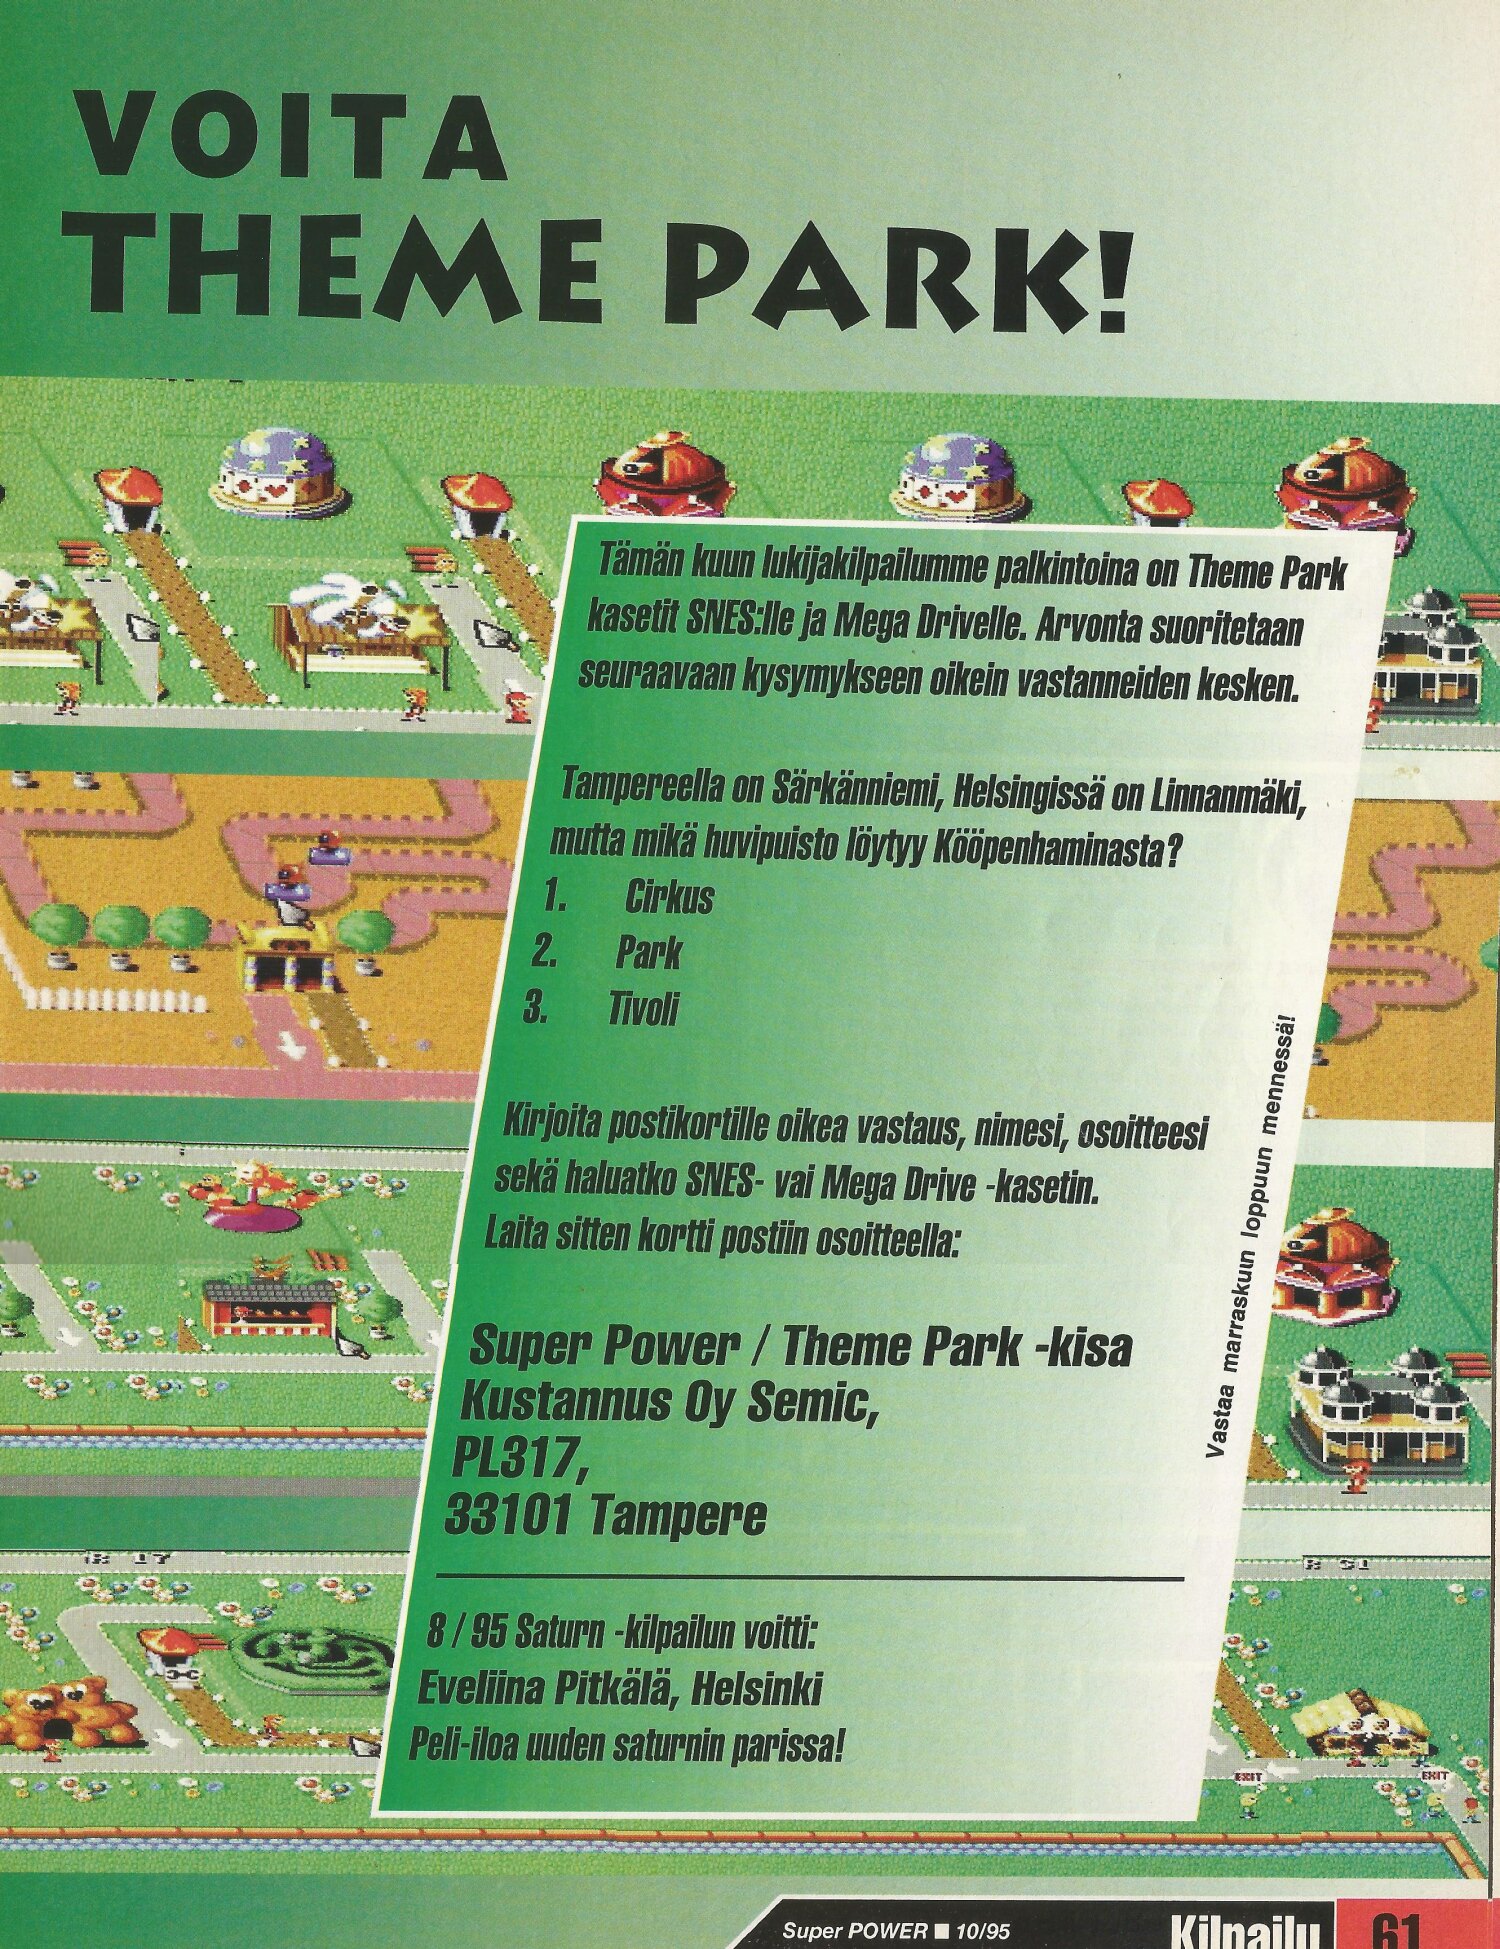 VOITA
THEME PARK!
Tämän kuun lukijakilpailumme palkintoina on Theme Park
kasetit SNES:lle ja Mega Drivelle. Arvonta suoritetaan
seuraavaan kysymykseen oikein vastanneiden kesken.
Tampereella on Särkänniemi, Helsingissä on Linnanmäki,
mutta mikä huvipuisto löytyy Kööpenhaminasta?
1. Cirkus
2. Park
3. Tivoli
Kirjoita postikortille oikea vastaus, nimesi, osoitteesi
sekä haluatko SNES- vai Mega Drive -kasetin.
Laita sitten kortti postiin osoitteella:
Super Power / Theme Park -kisa
Kustannus Oy Semic,
PL317,
33101 Tampere
Vastaa marraskuun loppuun mennessä!
8 / 95 Saturn -kilpailun voitti:
Eveliina Pitkälä, Helsinki
Peli-iloa uuden saturnin parissa!
EXIT
EXIT
Super POWER ■ 10/95
Kilpailu
61